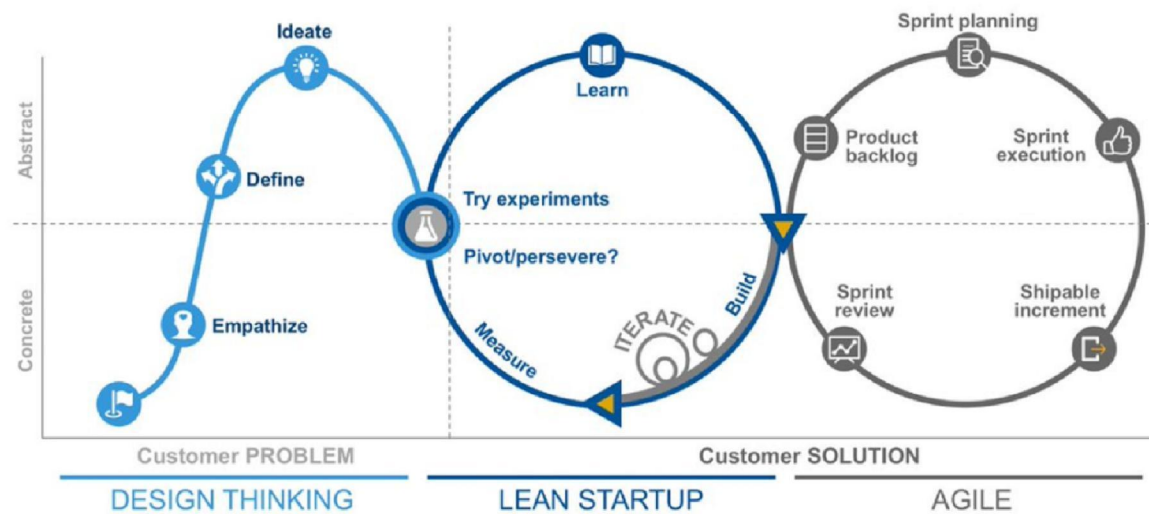 Sprint planning
Ideate
Learn
Abstract
Product
backlog
Sprint
execution
Define
Try experiments
Pivot/persevere?
Concrete
Empathize
Measure
ITERATE
Build
Sprint
review
Shipable
increment
Customer PROBLEM
Customer SOLUTION
DESIGN THINKING
LEAN STARTUP
AGILE